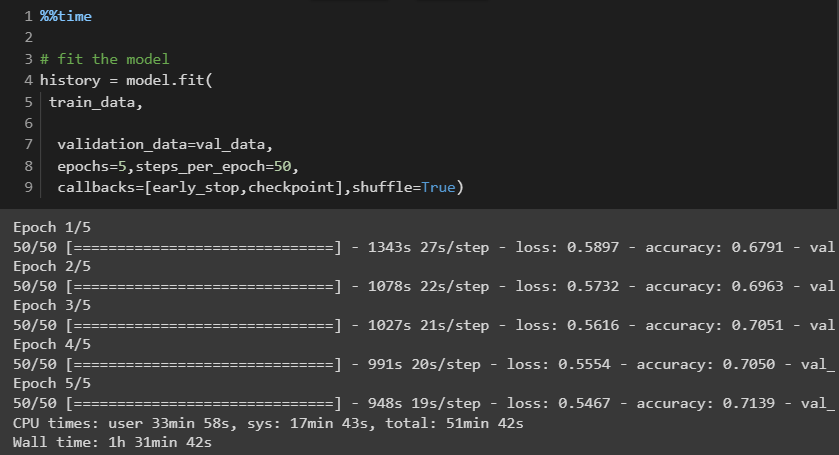 1 %%time
2
3 # fit the model
4 history = model.fit(
5 train_data,
6
7 validation_data=val_data,
8 epochs=5,steps_per_epoch=50,
9 callbacks=[early_stop,checkpoint],shuffle=True)
Epoch 1/5
50/50 [==============================] - 1343s 27s/step - loss: 0.5897 - accuracy: 0.6791 - val
Epoch 2/5
50/50 [==============================] - 1078s 22s/step - loss: 0.5732 - accuracy: 0.6963 - val
Epoch 3/5
50/50 [==============================] - 1027s 21s/step - loss: 0.5616 - accuracy: 0.7051 - val
Epoch 4/5
50/50 [==============================] - 991s 20s/step - loss: 0.5554 - accuracy: 0.7050 - val_
Epoch 5/5
50/50 [==============================] - 948s 19s/step - loss: 0.5467 - accuracy: 0.7139 - val_
CPU times: user 33min 58s, sys: 17min 43s, total: 51min 42s
Wall time: 1h 31min 42s